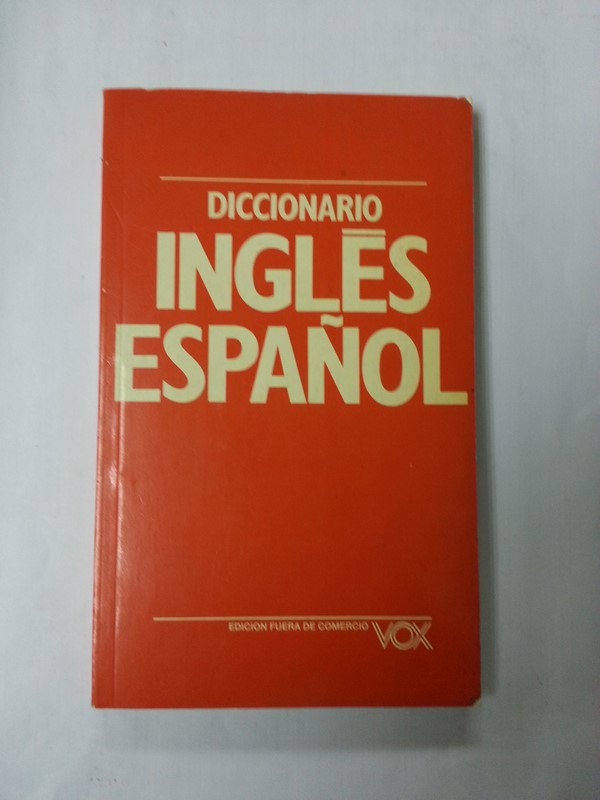 DICCIONARIO
INGLÉS
ESPAÑOL
EDICION FUERA DE COMERCIO VOX